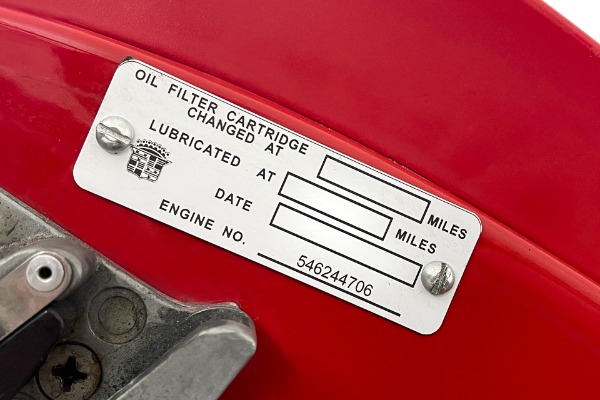 OIL FILTER CARTRIDGE
CHANGED AT MILES
LUBRICATED AT MILES
DATE
ENGINE NO. 546244706